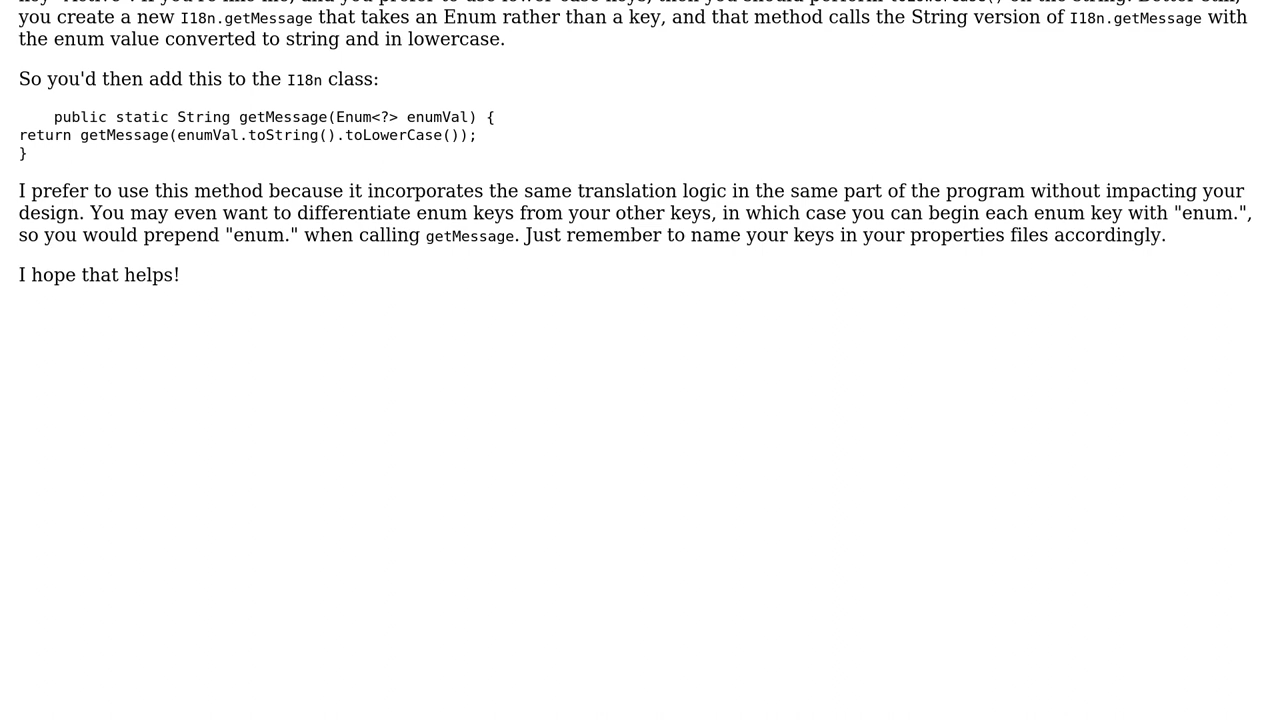 you create a new I18n.getMessage that takes an Enum rather than a key, and that method calls the String version of I18n.getMessage with
the enum value converted to string and in lowercase.
So you'd then add this to the I18n class:
public static String getMessage(Enum<?> enumVal) {
return getMessage(enumVal.toString().toLowerCase());
}
I prefer to use this method because it incorporates the same translation logic in the same part of the program without impacting your
design. You may even want to differentiate enum keys from your other keys, in which case you can begin each enum key with "enum.",
so you would prepend "enum." when calling getMessage. Just remember to name your keys in your properties files accordingly.
I hope that helps!